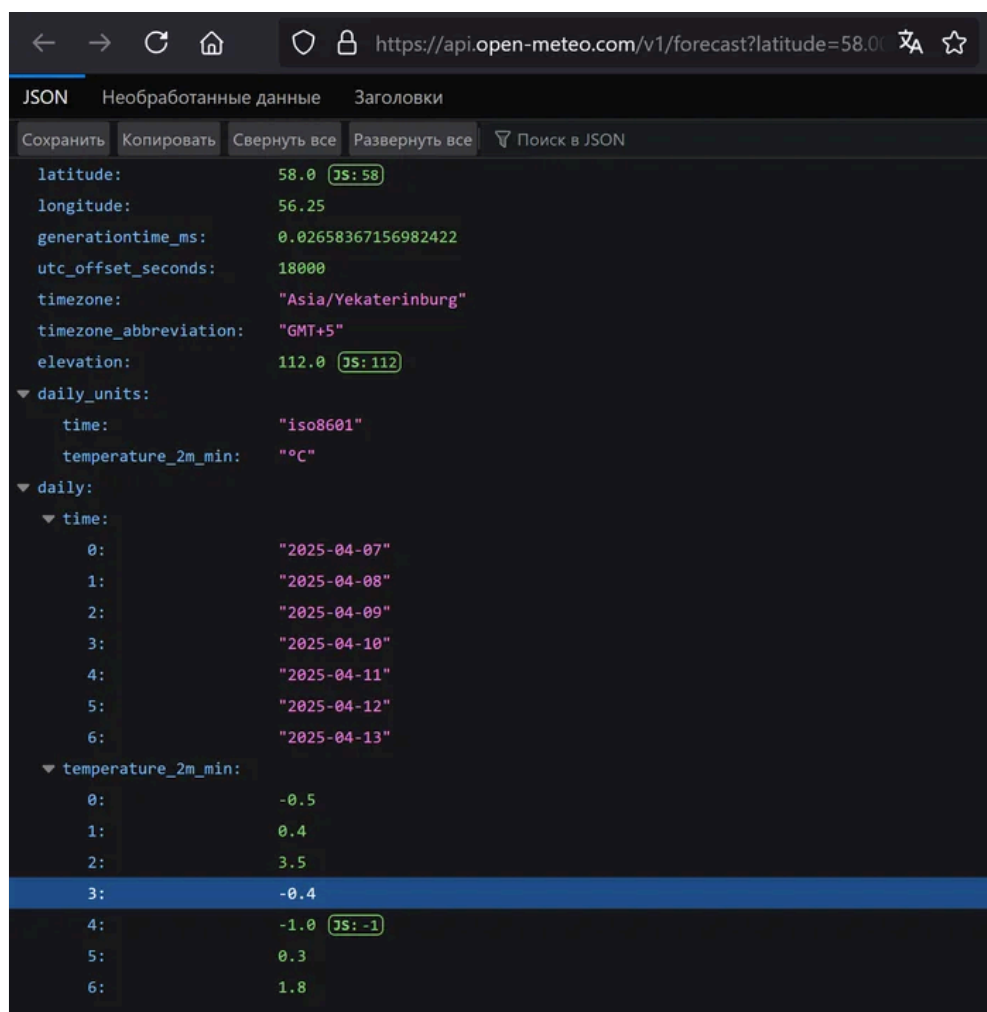 https://api.open-meteo.com/v1/forecast?latitude=58.0
JSON Необработанные данные Заголовки
Сохранить Копировать Свернуть все Развернуть все Поиск в JSON
latitude: 58.0 JS: 58
longitude: 56.25
generationtime_ms: 0.02658367156982422
utc_offset_seconds: 18000
timezone: "Asia/Yekaterinburg"
timezone_abbreviation: "GMT+5"
elevation: 112.0 JS: 112
daily_units:
time: "iso8601"
temperature_2m_min: "°C"
daily:
time:
0: "2025-04-07"
1: "2025-04-08"
2: "2025-04-09"
3: "2025-04-10"
4: "2025-04-11"
5: "2025-04-12"
6: "2025-04-13"
temperature_2m_min:
0: -0.5
1: 0.4
2: 3.5
3: -0.4
4: -1.0 JS: -1
5: 0.3
6: 1.8